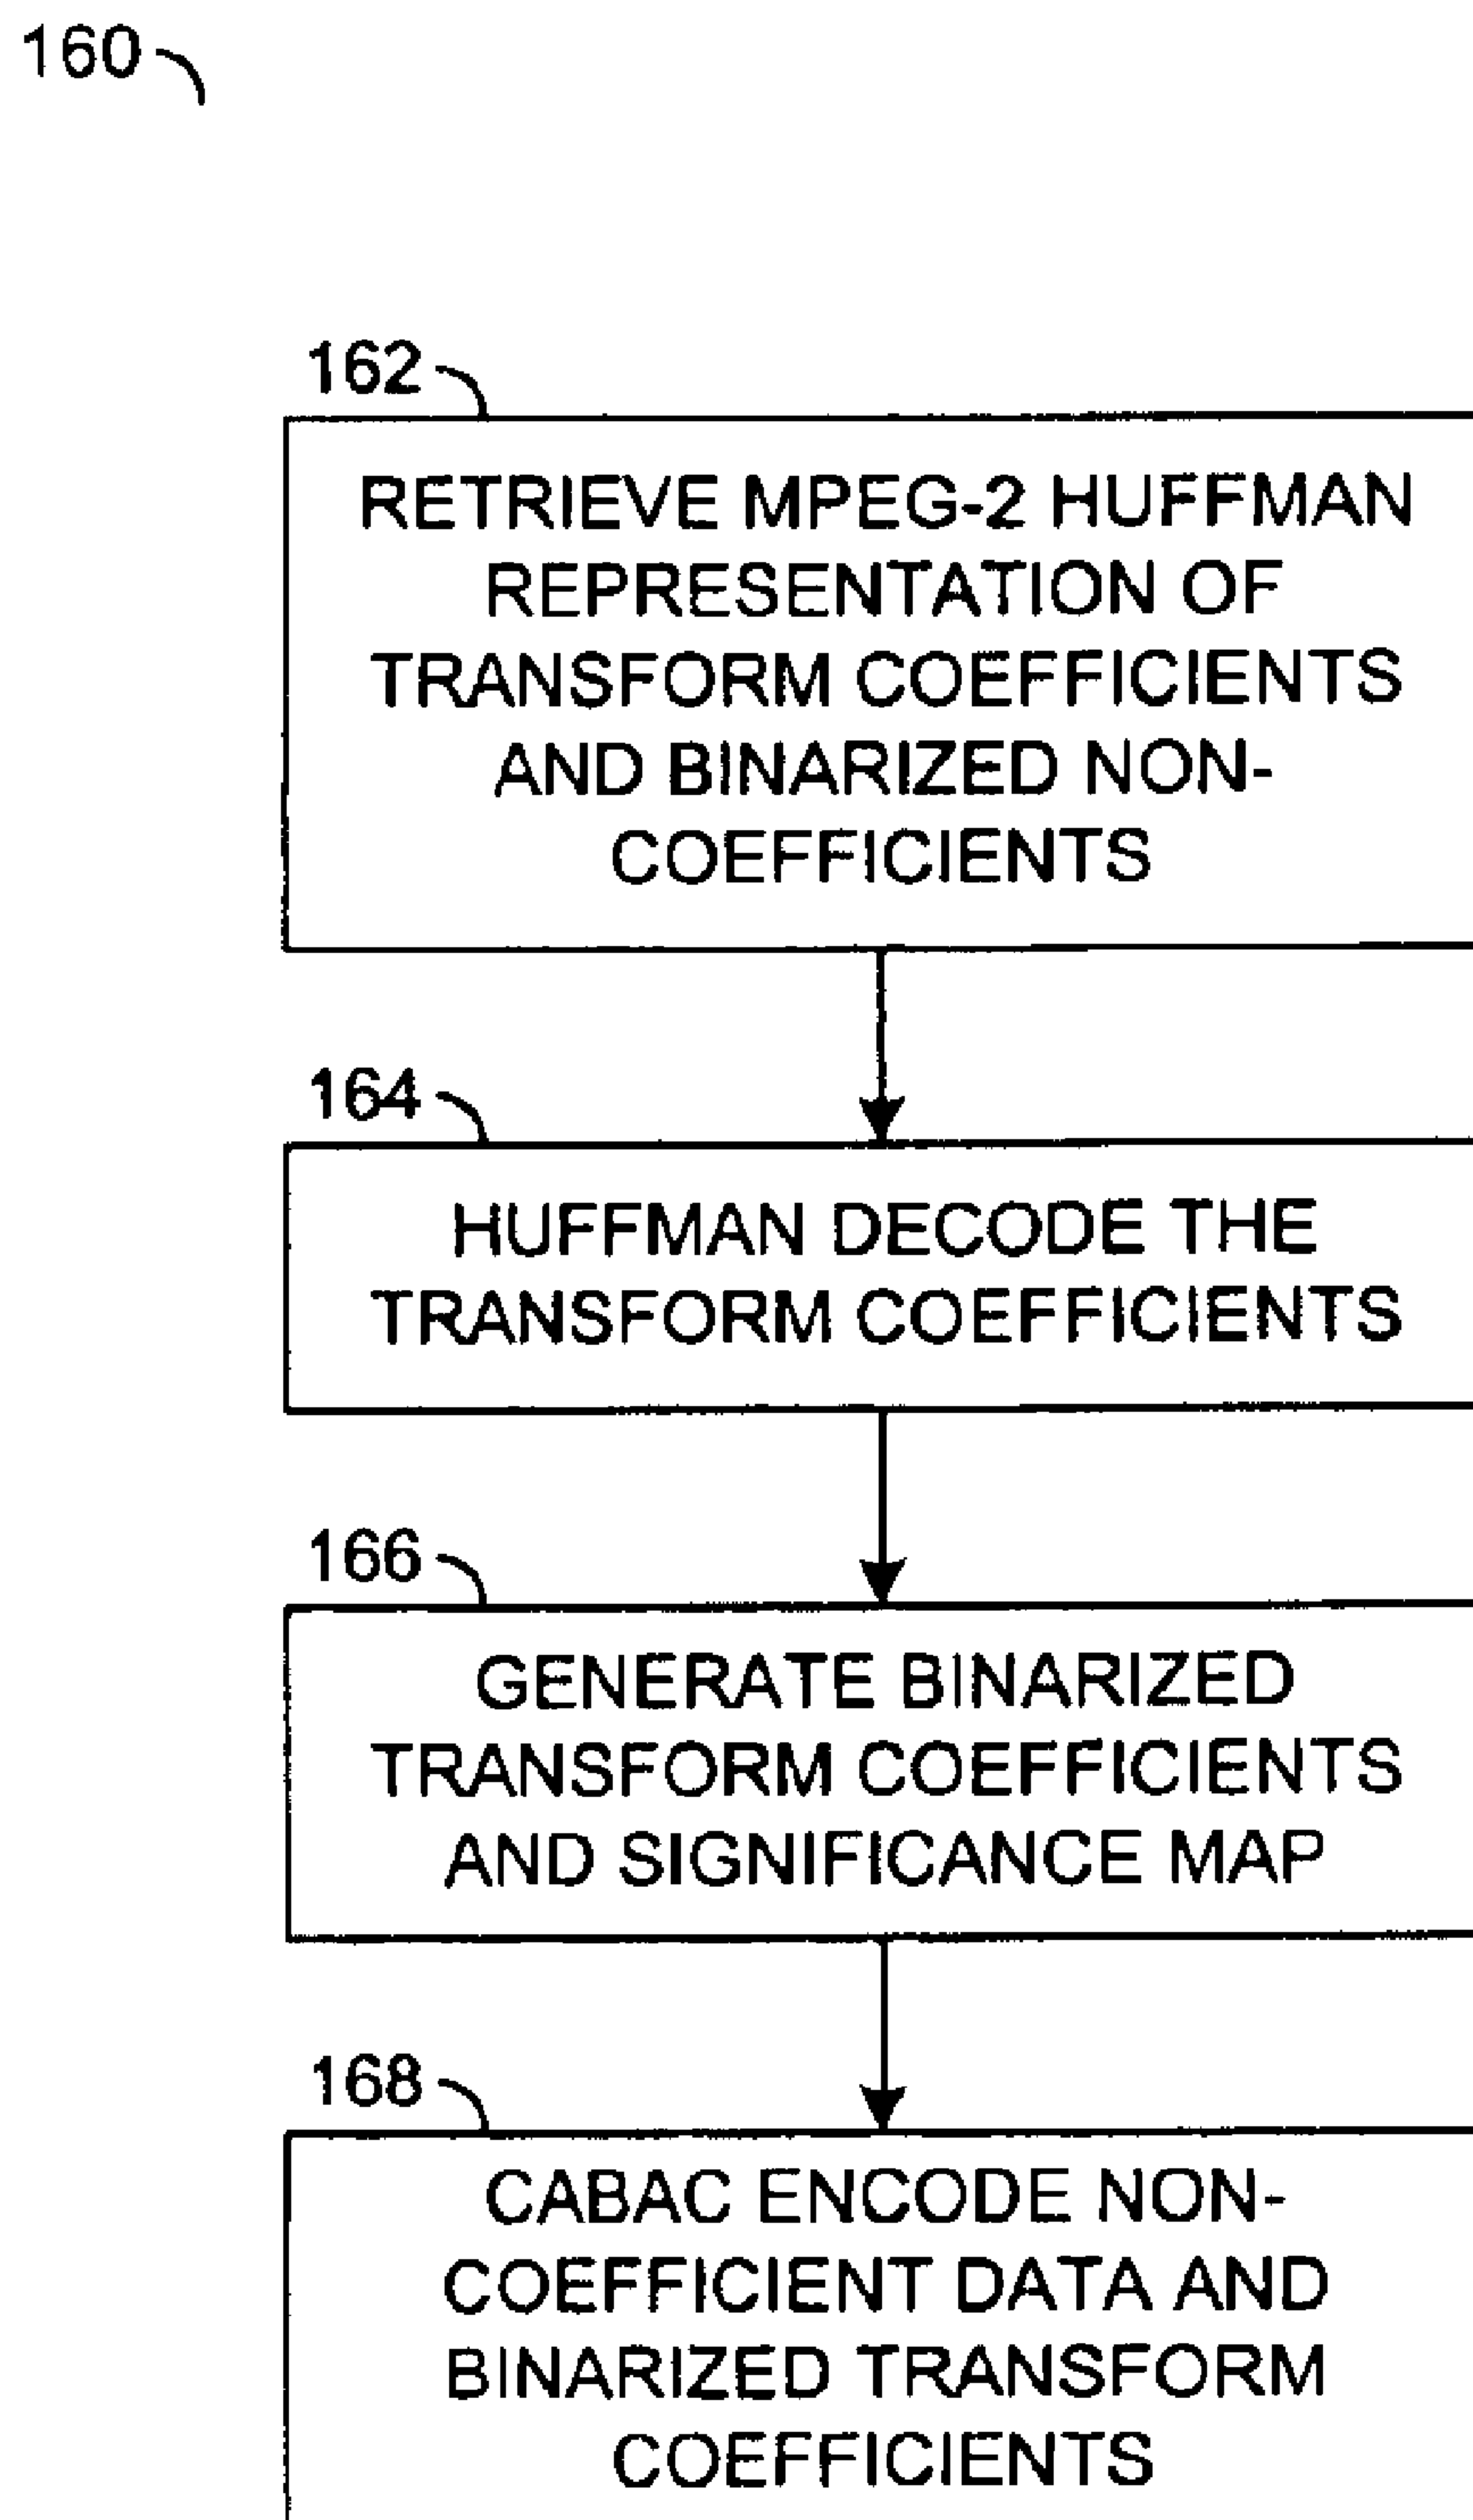 160
162
RETRIEVE MPEG-2 HUFFMAN
REPRESENTATION OF
TRANSFORM COEFFICIENTS
AND BINARIZED NON-
COEFFICIENTS
164
HUFFMAN DECODE THE
TRANSFORM COEFFICIENTS
166
GENERATE BINARIZED
TRANSFORM COEFFICIENTS
AND SIGNIFICANCE MAP
168
CABAC ENCODE NON-
COEFFICIENT DATA AND
BINARIZED TRANSFORM
COEFFICIENTS